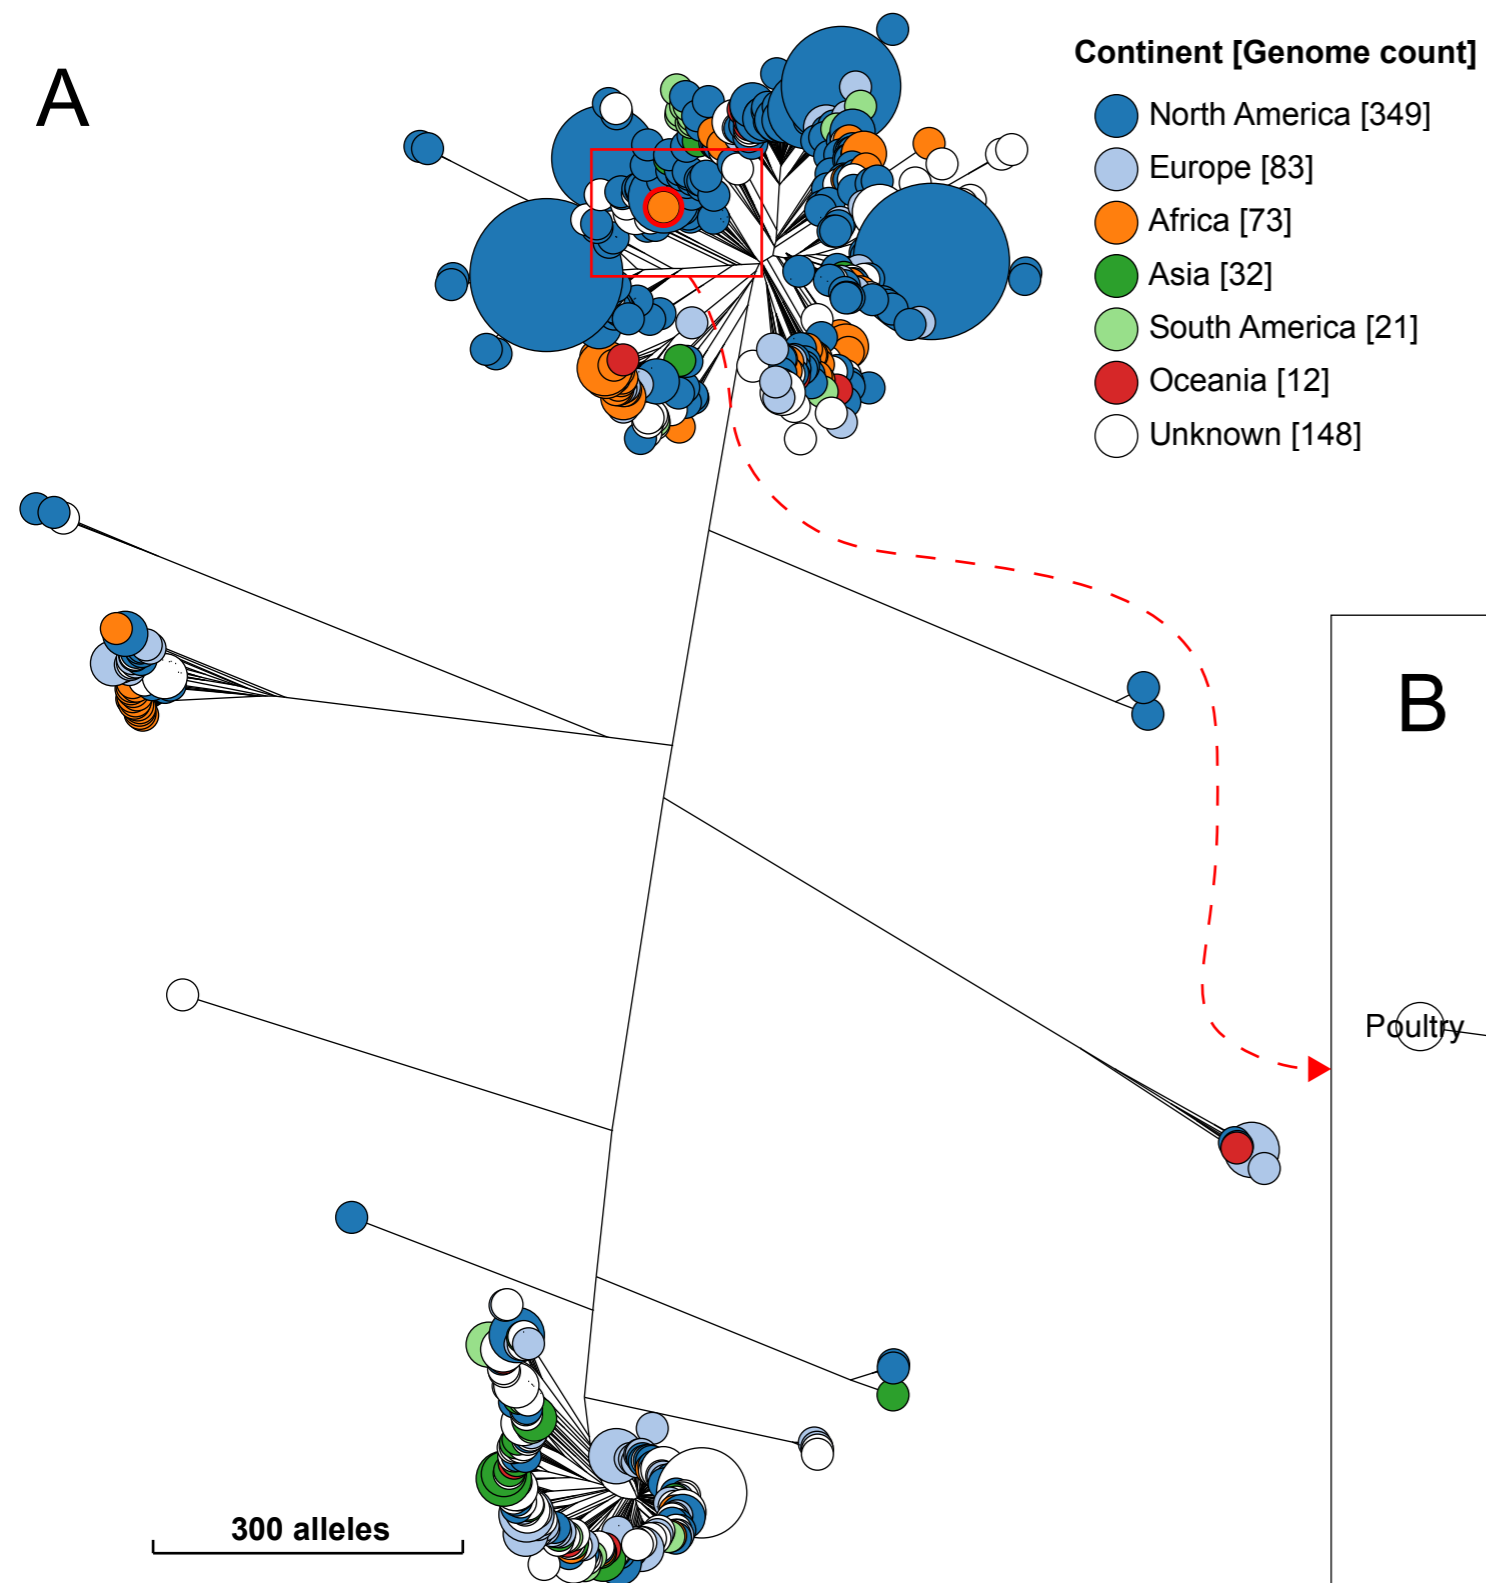 A
Continent [Genome count]
North America [349]
Europe [83]
Africa [73]
Asia [32]
South America [21]
Oceania [12]
Unknown [148]
B
Poultry
300 alleles